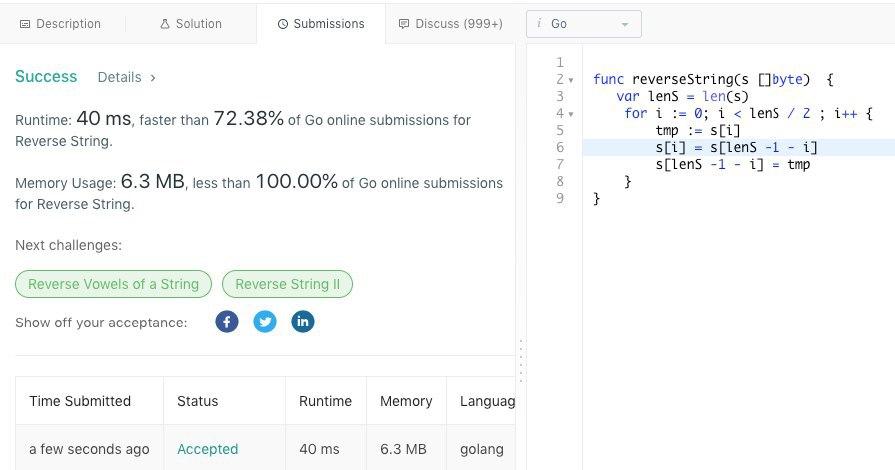 Description Solution Submissions Discuss (999+) i Go
Success Details >
Runtime: 40 ms, faster than 72.38% of Go online submissions for
Reverse String.
Memory Usage: 6.3 MB, less than 100.00% of Go online submissions
for Reverse String.
Next challenges:
Reverse Vowels of a String Reverse String II
Show off your acceptance: f in
Time Submitted Status Runtime Memory Languag
a few seconds ago Accepted 40 ms 6.3 MB golang
1
2 func reverseString(s []byte)  {
3    var lenS = len(s)
4     for i := 0; i < lenS / 2 ; i++ {
5         tmp := s[i]
6         s[i] = s[lenS -1 - i]
7         s[lenS -1 - i] = tmp
8     }
9 }